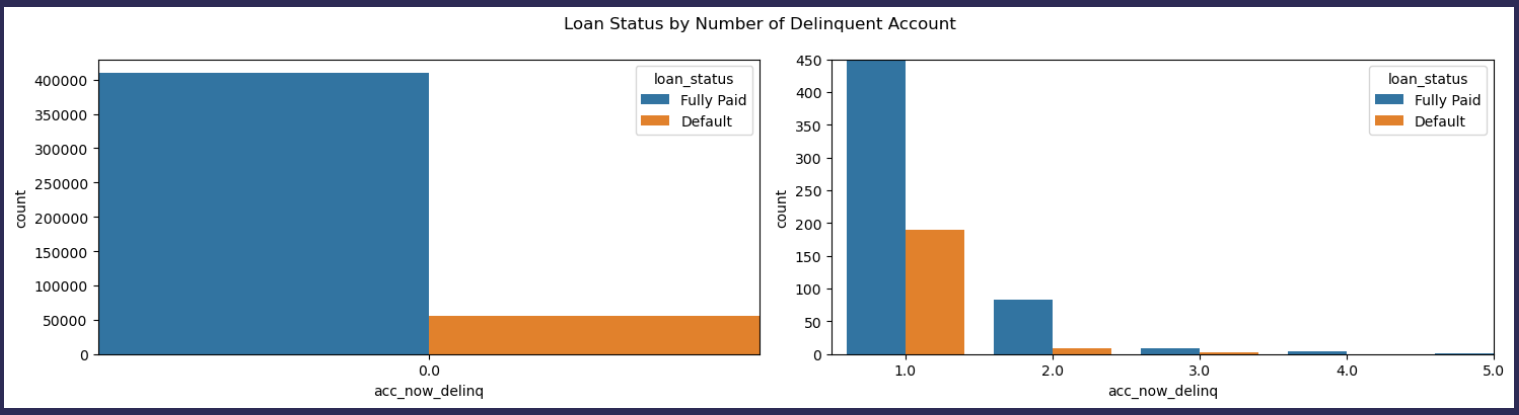 Loan Status by Number of Delinquent Account
400000
350000
300000
250000
200000
150000
100000
50000
0
count
0.0
acc_now_delinq
loan_status
Fully Paid
Default
450
400
350
300
250
200
150
100
50
0
count
1.0 2.0 3.0 4.0 5.0
acc_now_delinq
loan_status
Fully Paid
Default